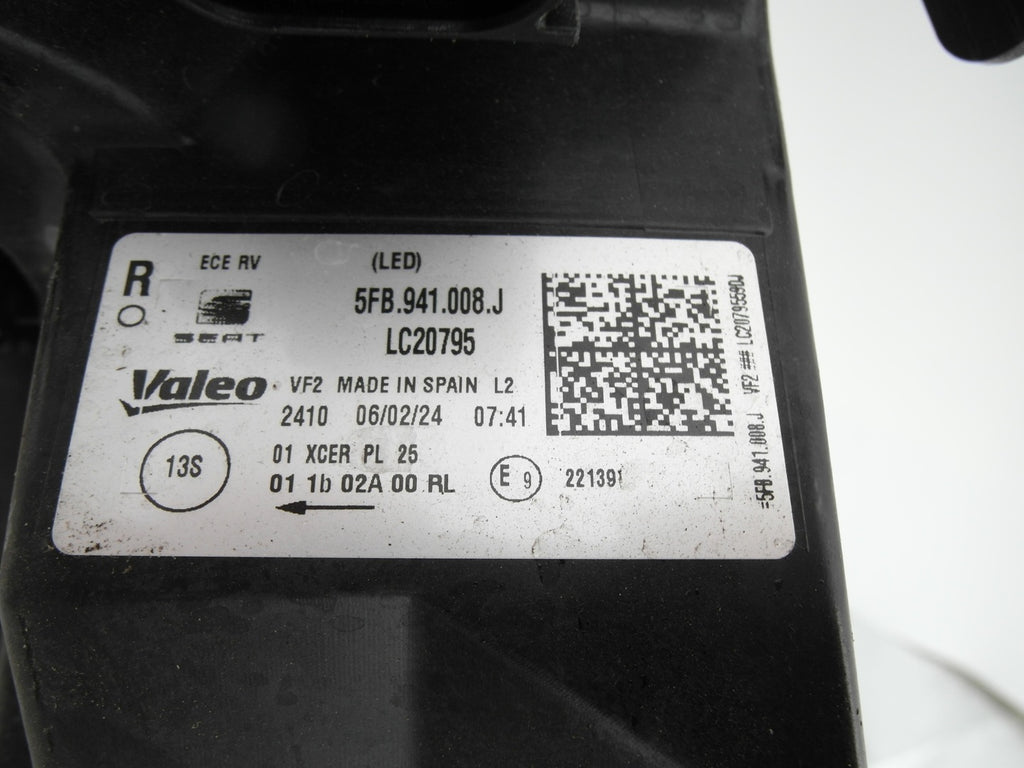 R
ECE RV
(LED)
SEAT
5FB.941.008.J
LC20795
Valeo VF2 MADE IN SPAIN L2
2410 06/02/24 07:41
13S
01 XCER PL 25
01 1b 02A 00 RL
E 9
221391
=5FB.941.008.J VF2 ###